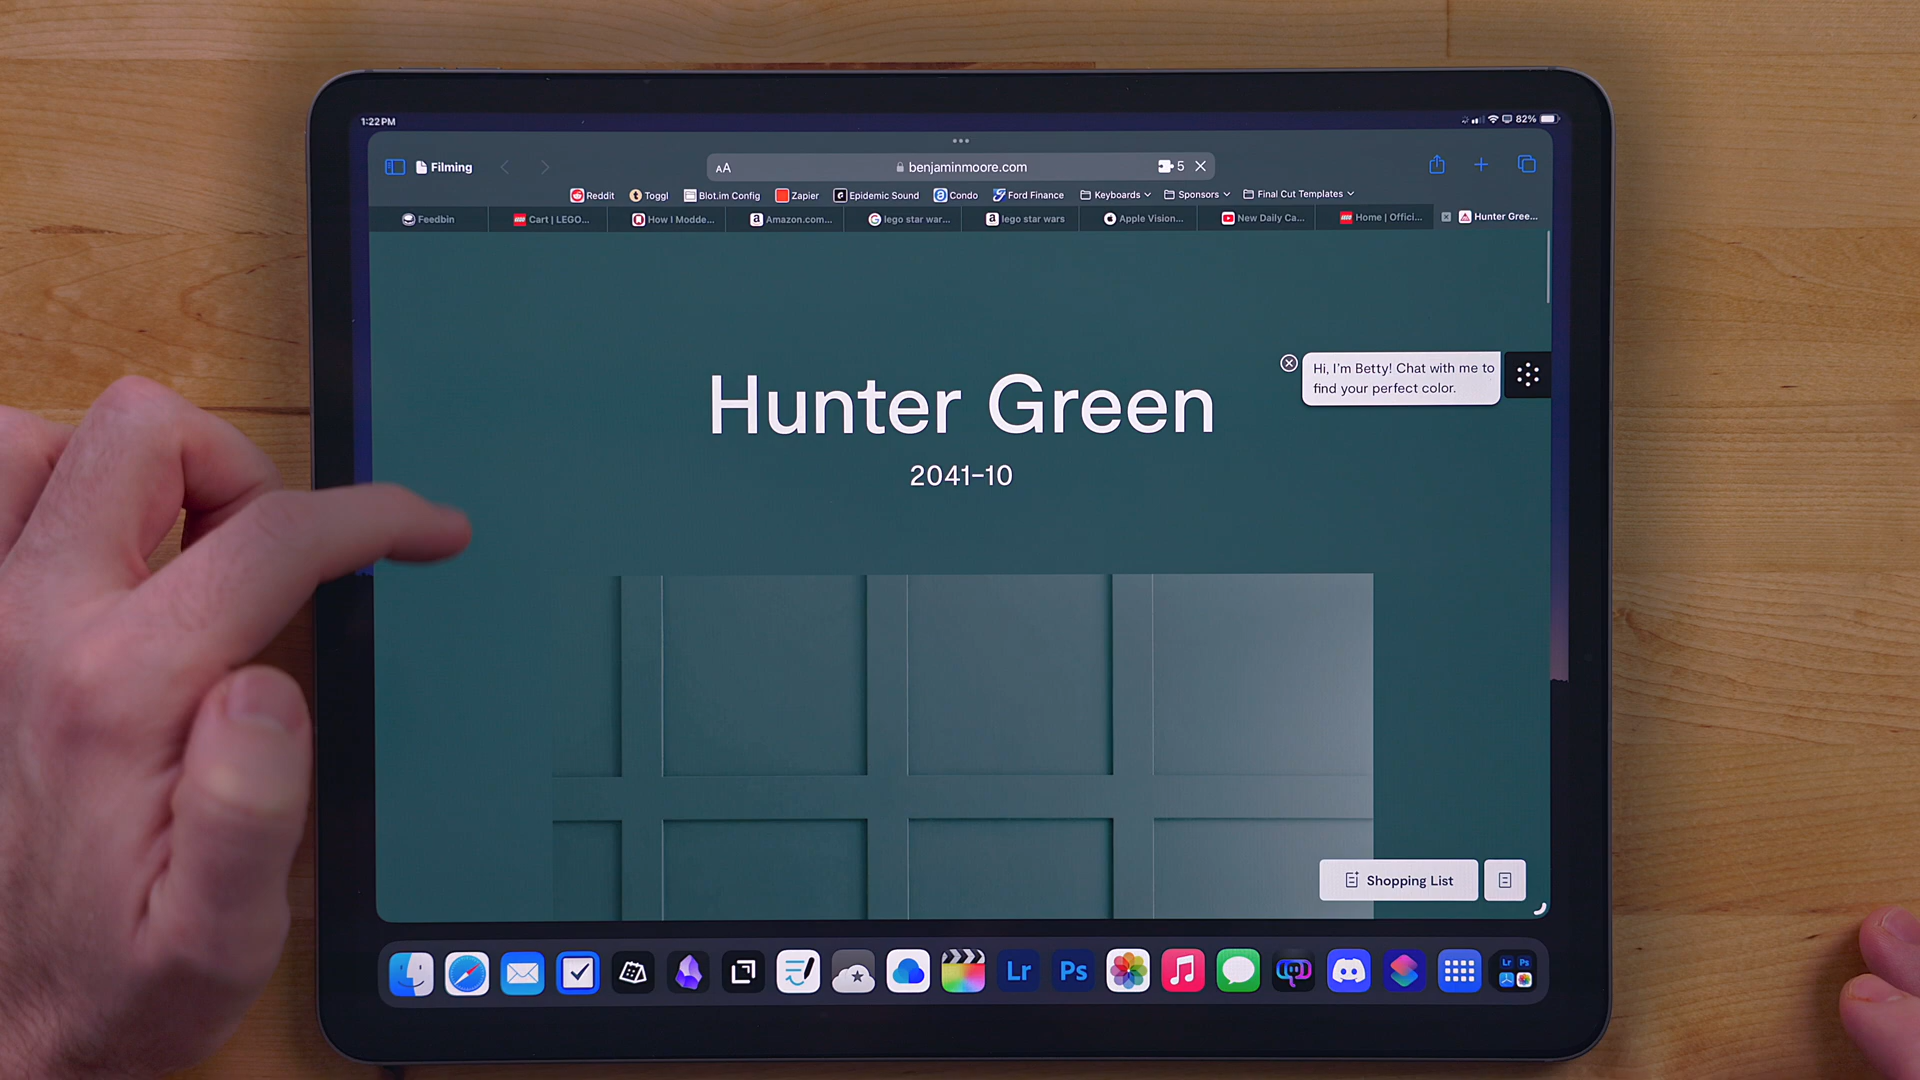 1:22 PM
82%
Filming
AA
benjaminmoore.com
5
Reddit
Toggl
Blot.im Config
Zapier
Epidemic Sound
Condo
Ford Finance
Keyboards
Sponsors
Final Cut Templates
Feedbin
Cart | LEGO...
How I Modde...
Amazon.com...
lego star war...
lego star wars
Apple Vision...
New Daily Ca...
Home | Offici...
Hunter Gree...
Hi, I'm Betty! Chat with me to
find your perfect color.
Hunter Green
2041-10
Shopping List
Lr
Ps
Lr Ps